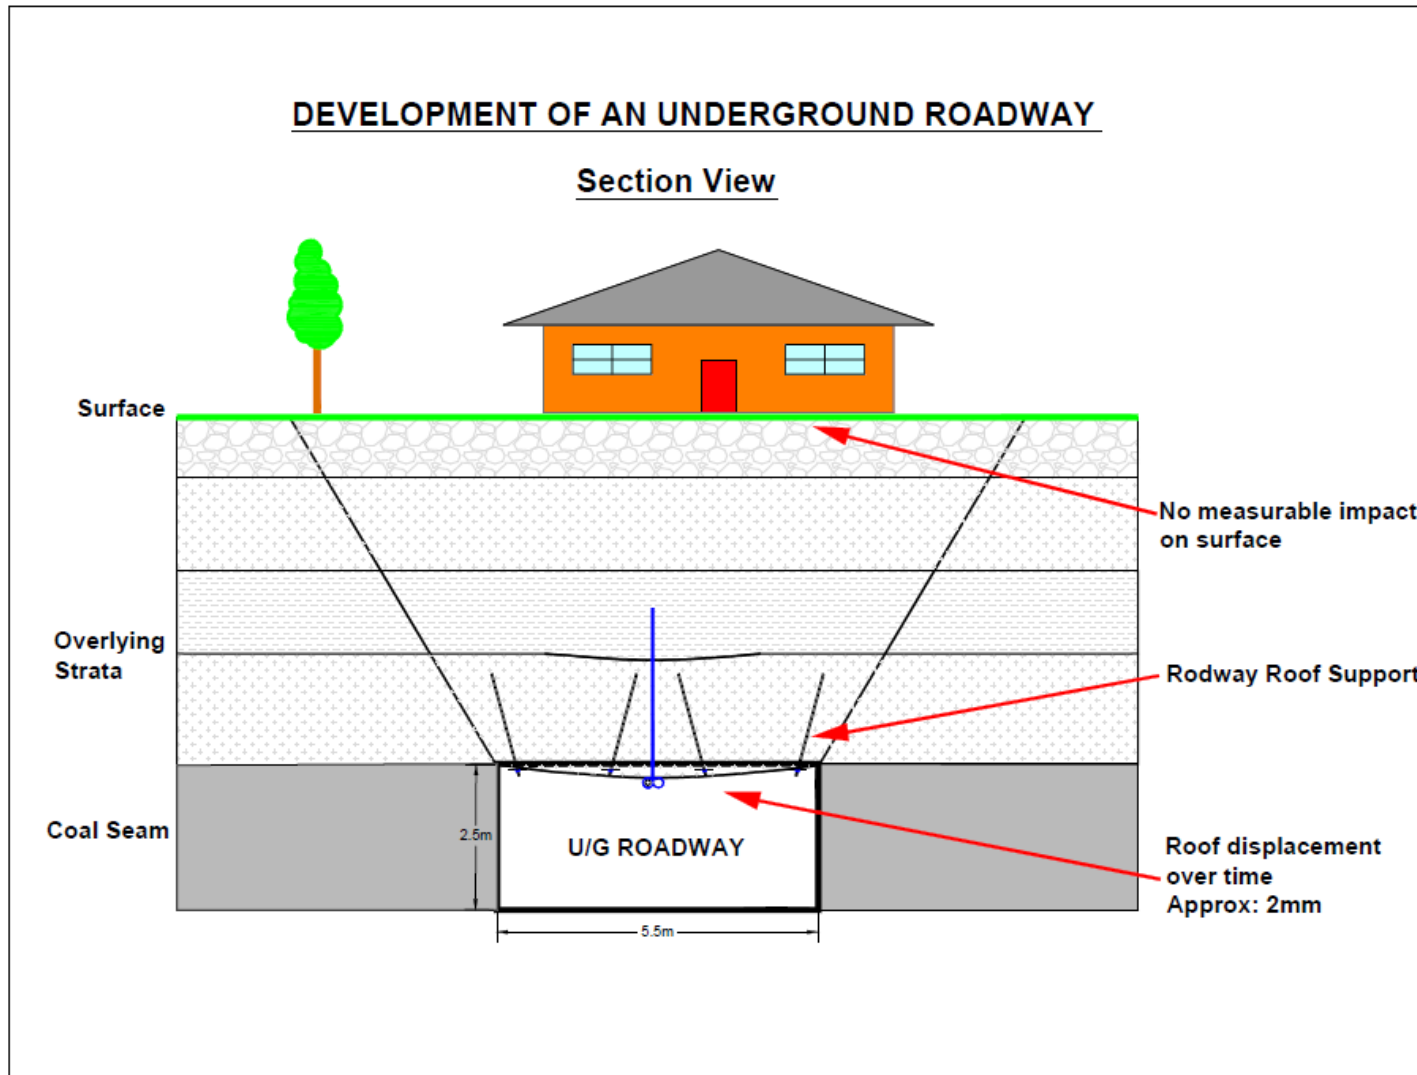 DEVELOPMENT OF AN UNDERGROUND ROADWAY
Section View
Surface
No measurable impact
on surface
Overlying
Strata
Rodway Roof Support
Coal Seam
2.5m
U/G ROADWAY
Roof displacement
over time
Approx: 2mm
5.5m